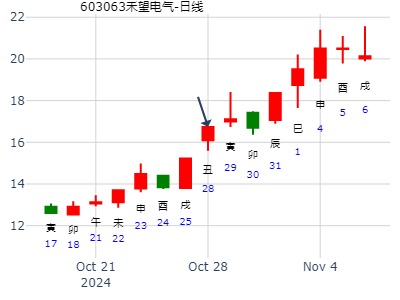 603063禾望电气-日线
22
20
18
16
14
12
寅
17
卯
18
午
21
未
22
申
23
酉
24
戌
25
丑
28
寅
29
卯
30
辰
31
巳
1
申
4
酉
5
戌
6
Oct 21
2024
Oct 28
Nov 4